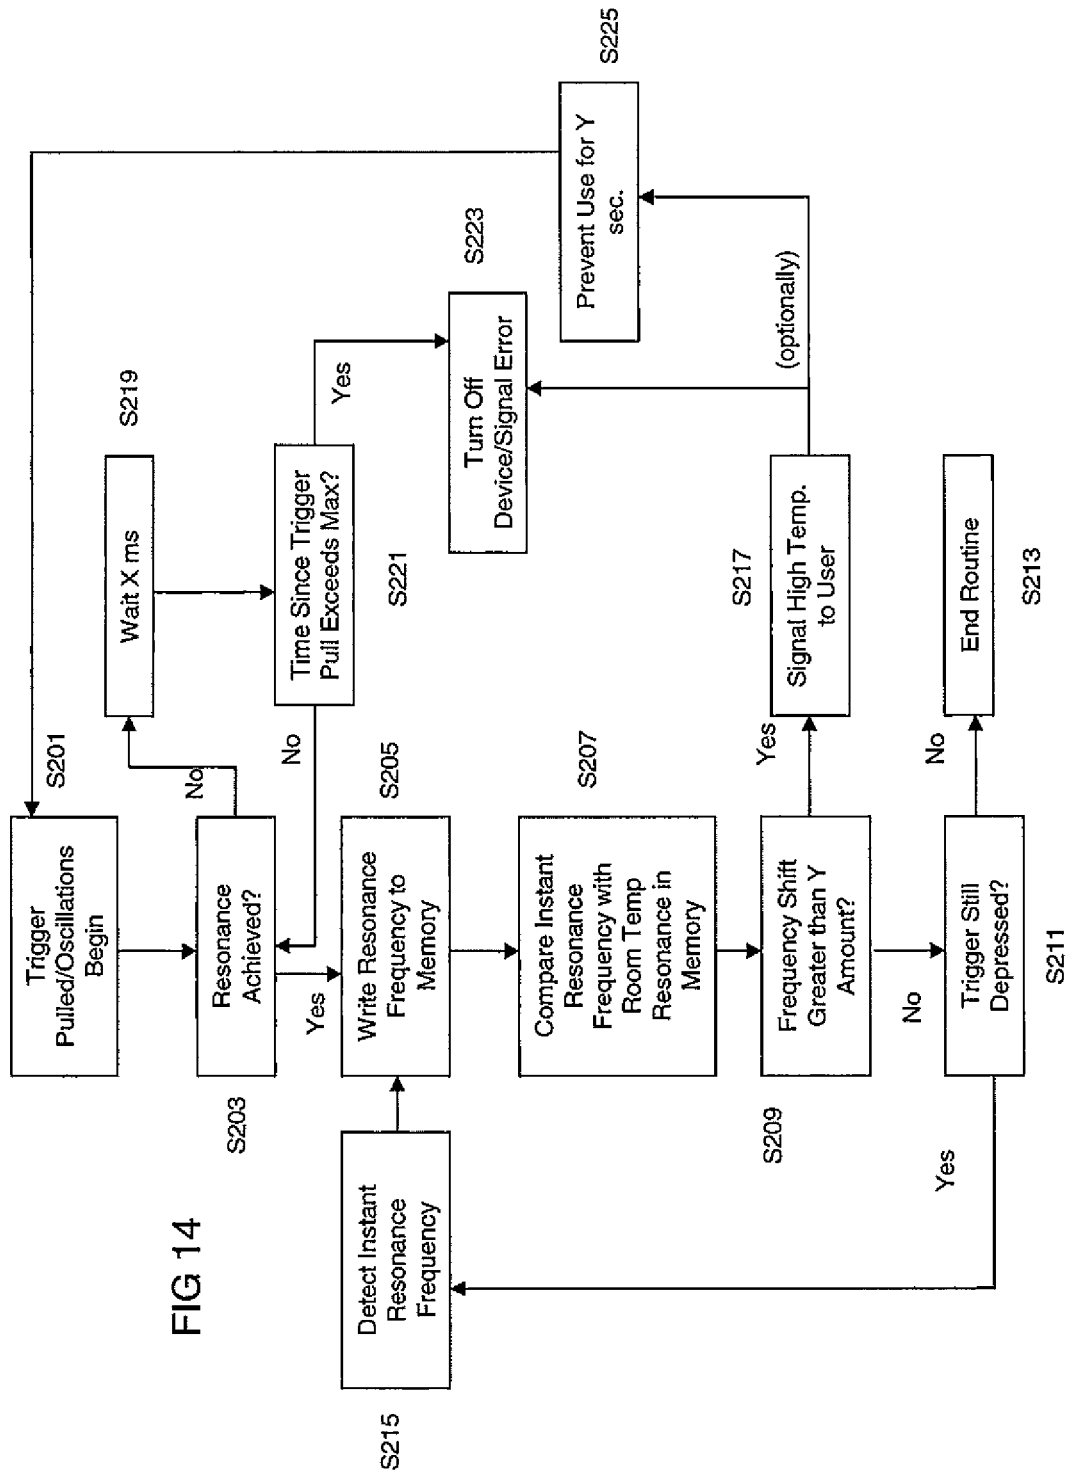 FIG 14
S201
Trigger
Pulled/Oscillations
Begin
S203
Resonance
Achieved?
No
Yes
S219
Wait X ms
Time Since Trigger
Pull Exceeds Max?
S221
No
Yes
S223
Turn Off
Device/Signal Error
S225
Prevent Use for Y
sec.
(optionally)
S205
Write Resonance
Frequency to
Memory
S215
Detect Instant
Resonance
Frequency
S207
Compare Instant
Resonance
Frequency with
Room Temp
Resonance in
Memory
S209
Frequency Shift
Greater than Y
Amount?
Yes
No
S217
Signal High Temp.
to User
S211
Trigger Still
Depressed?
Yes
No
End Routine
S213